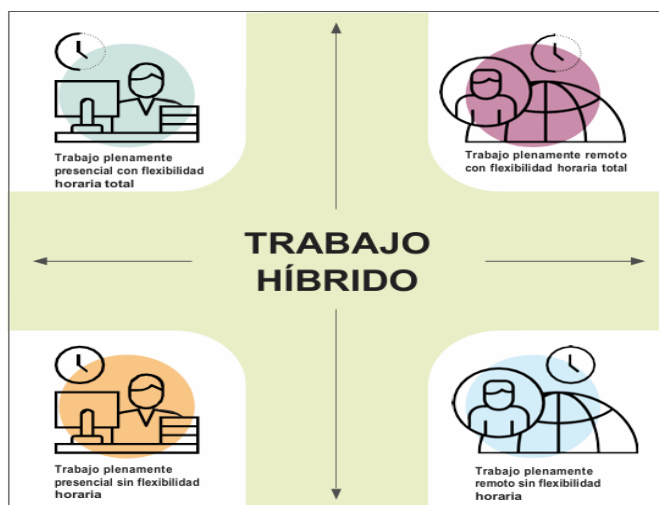 Trabajo plenamente
presencial con flexibilidad
horaria total
Trabajo plenamente remoto
con flexibilidad horaria total
TRABAJO
HÍBRIDO
Trabajo plenamente
presencial sin flexibilidad
horaria
Trabajo plenamente
remoto sin flexibilidad
horaria